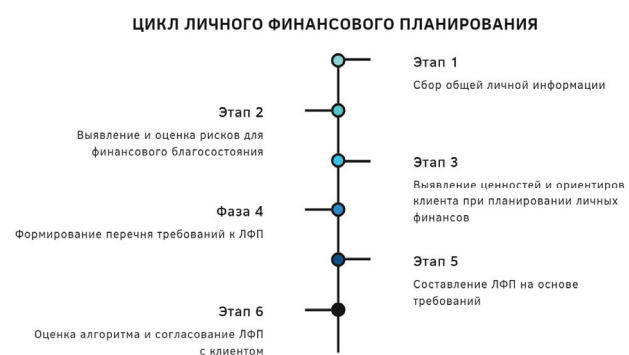 ЦИКЛ ЛИЧНОГО ФИНАНСОВОГО ПЛАНИРОВАНИЯ
Этап 1
Сбор общей личной информации
Этап 2
Выявление и оценка рисков для
финансового благосостояния
Этап 3
Выявление ценностей и ориентиров
клиента при планировании личных
финансов
Фаза 4
Формирование перечня требований к ЛФП
Этап 5
Составление ЛФП на основе
требований
Этап 6
Оценка алгоритма и согласование ЛФП
с клиентом